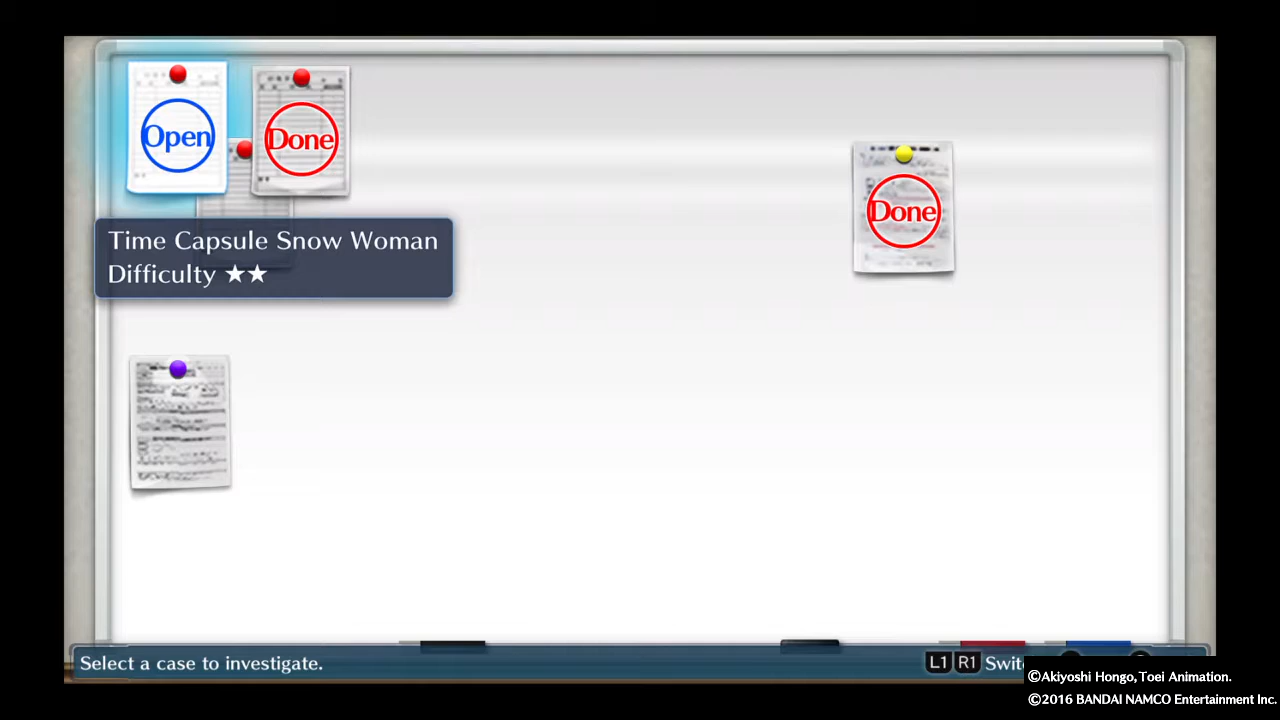 Open
Done
Done
Time Capsule Snow Woman
Difficulty ★★
Select a case to investigate.
L1 R1
©Akiyoshi Hongo, Toei Animation.
©2016 BANDAI NAMCO Entertainment Inc.